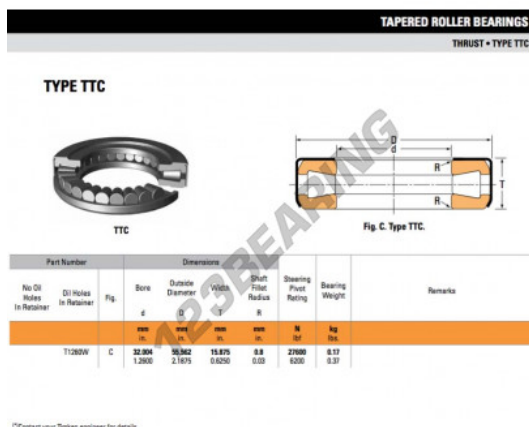 TAPERED ROLLER BEARINGS
THRUST • TYPE TTC
TYPE TTC
123BEARING
D
d
R
T
R
TTC
Fig. C. Type TTC.
Part Number Dimensions
No Oil Holes In Retainer Oil Holes In Retainer Fig. Bore Outside Diameter Width Shaft Fillet Radius Steering Pivot Rating Bearing Weight Remarks
d D T R
mm mm mm mm N kg
in. in. in. in. lbf lbs.
T1260W C 32.004 55.562 15.875 0.8 27600 0.17
1.2600 2.1875 0.6250 0.03 6200 0.37